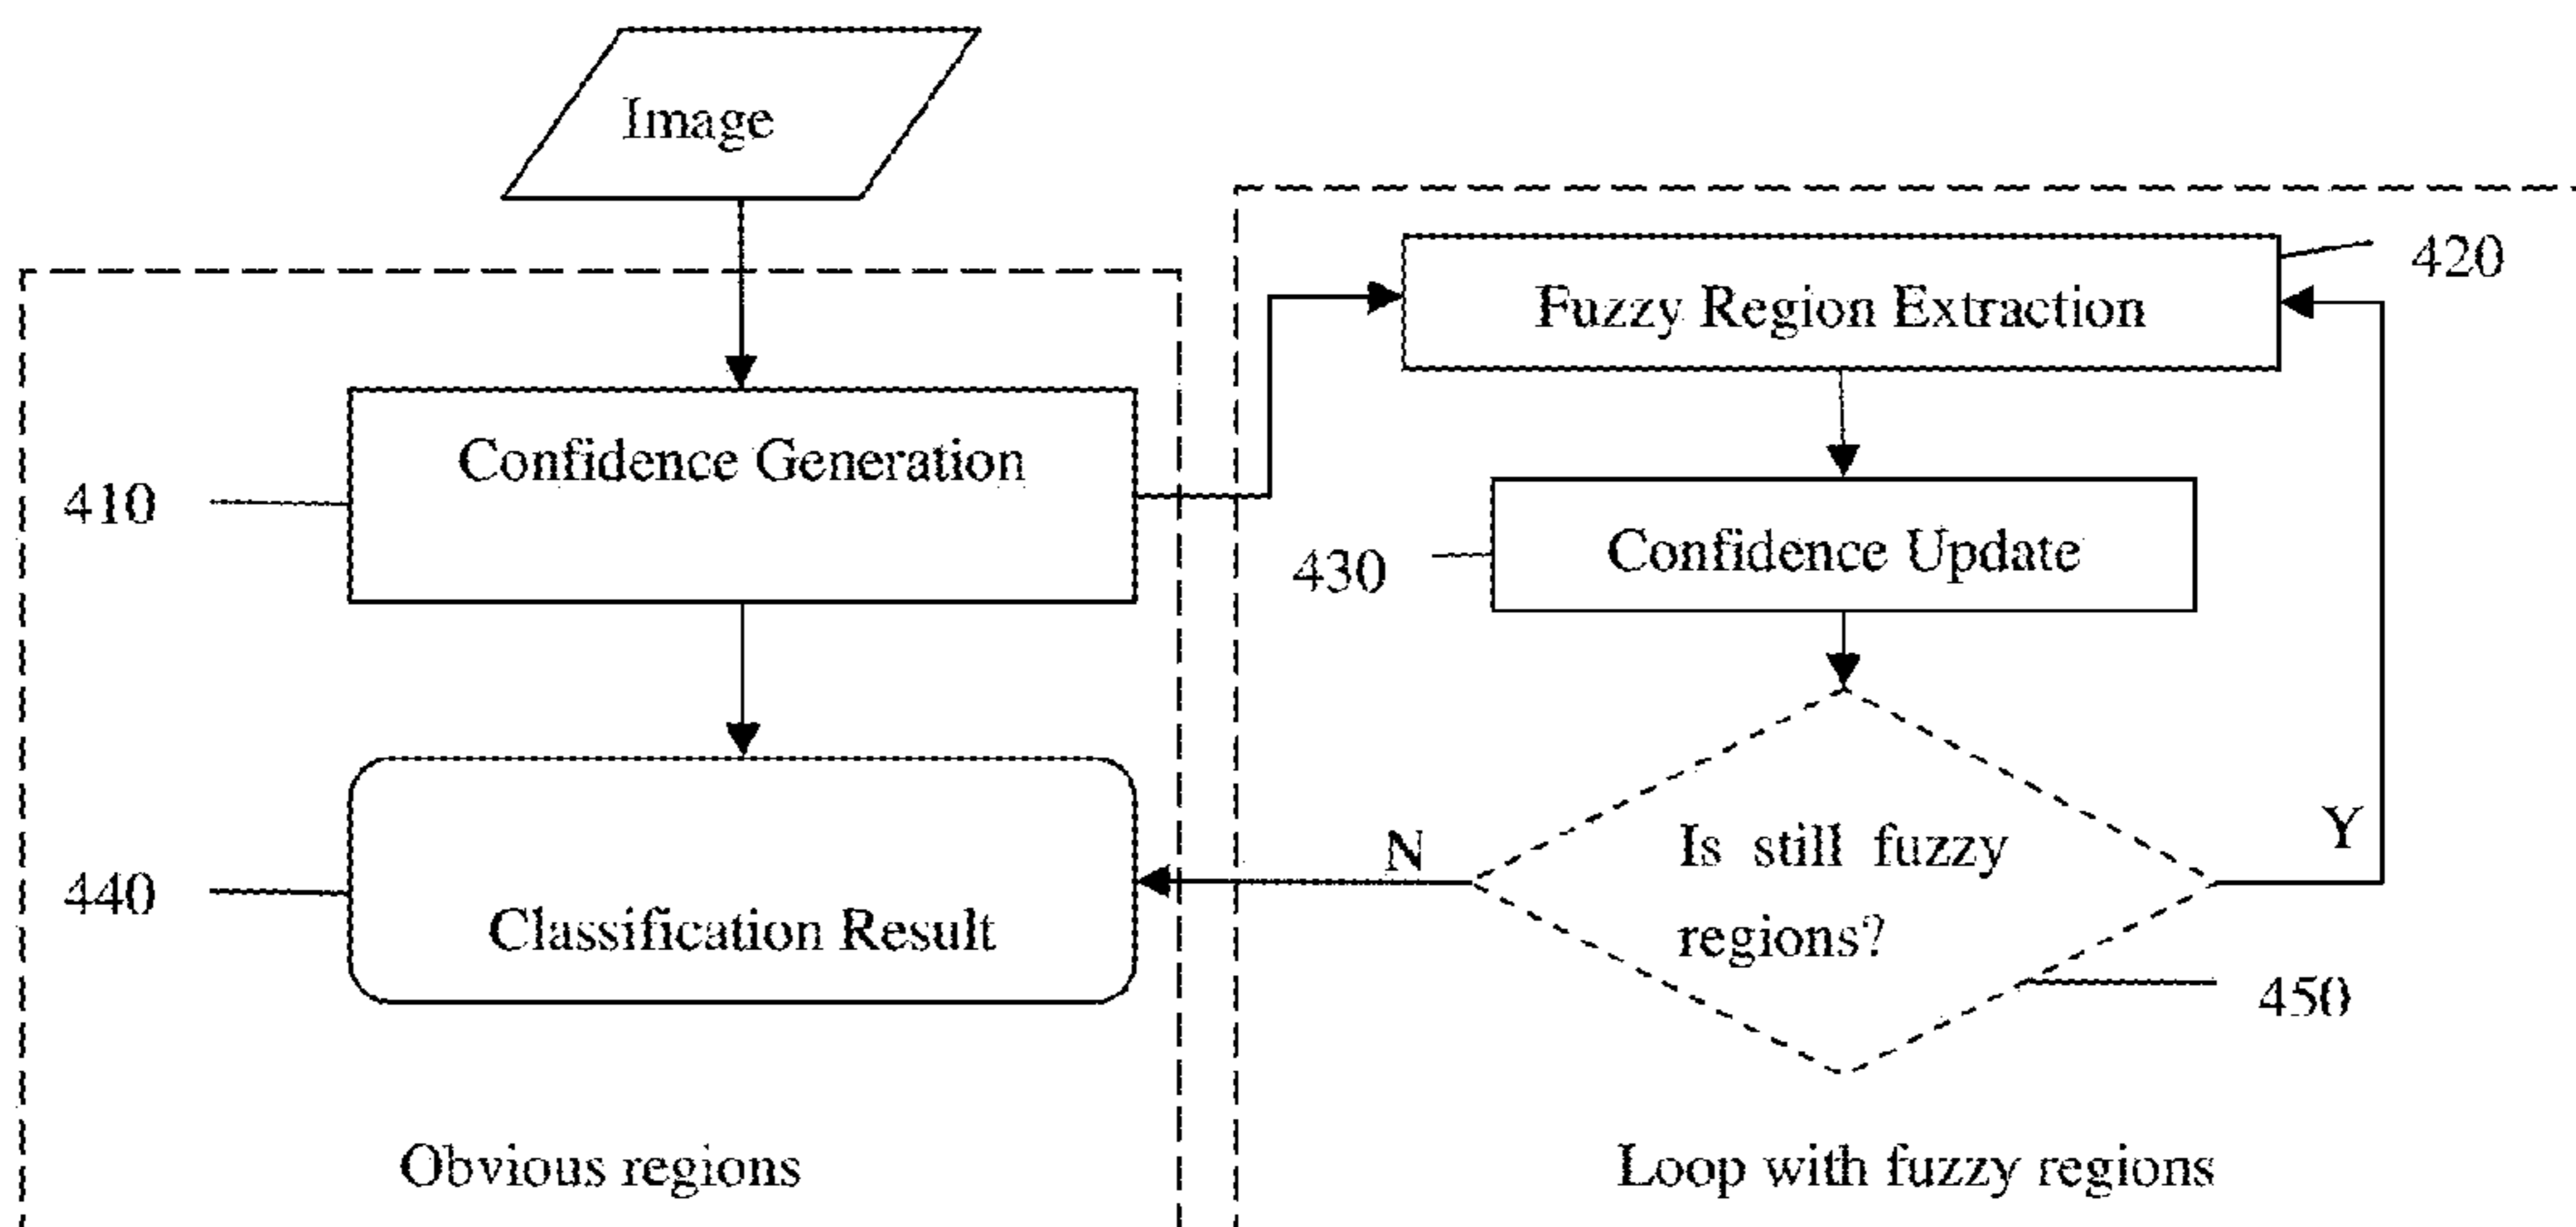 Image
420
Fuzzy Region Extraction
Confidence Generation
410
Confidence Update
430
N
Y
Is still fuzzy
regions?
440
Classification Result
450
Obvious regions
Loop with fuzzy regions